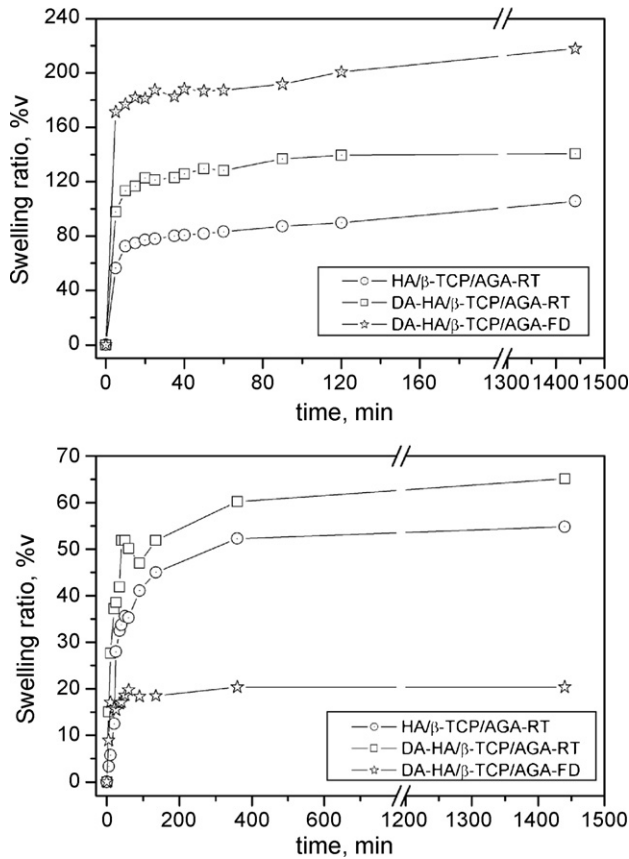 240
200
160
120
80
40
0
Swelling ratio, %v
HA/β-TCP/AGA-RT
DA-HA/β-TCP/AGA-RT
DA-HA/β-TCP/AGA-FD
0 40 80 120 1300 1400 1500
time, min
70
60
50
40
30
20
10
0
Swelling ratio, %v
HA/β-TCP/AGA-RT
DA-HA/β-TCP/AGA-RT
DA-HA/β-TCP/AGA-FD
0 200 400 600 1200 1300 1400 1500
time, min